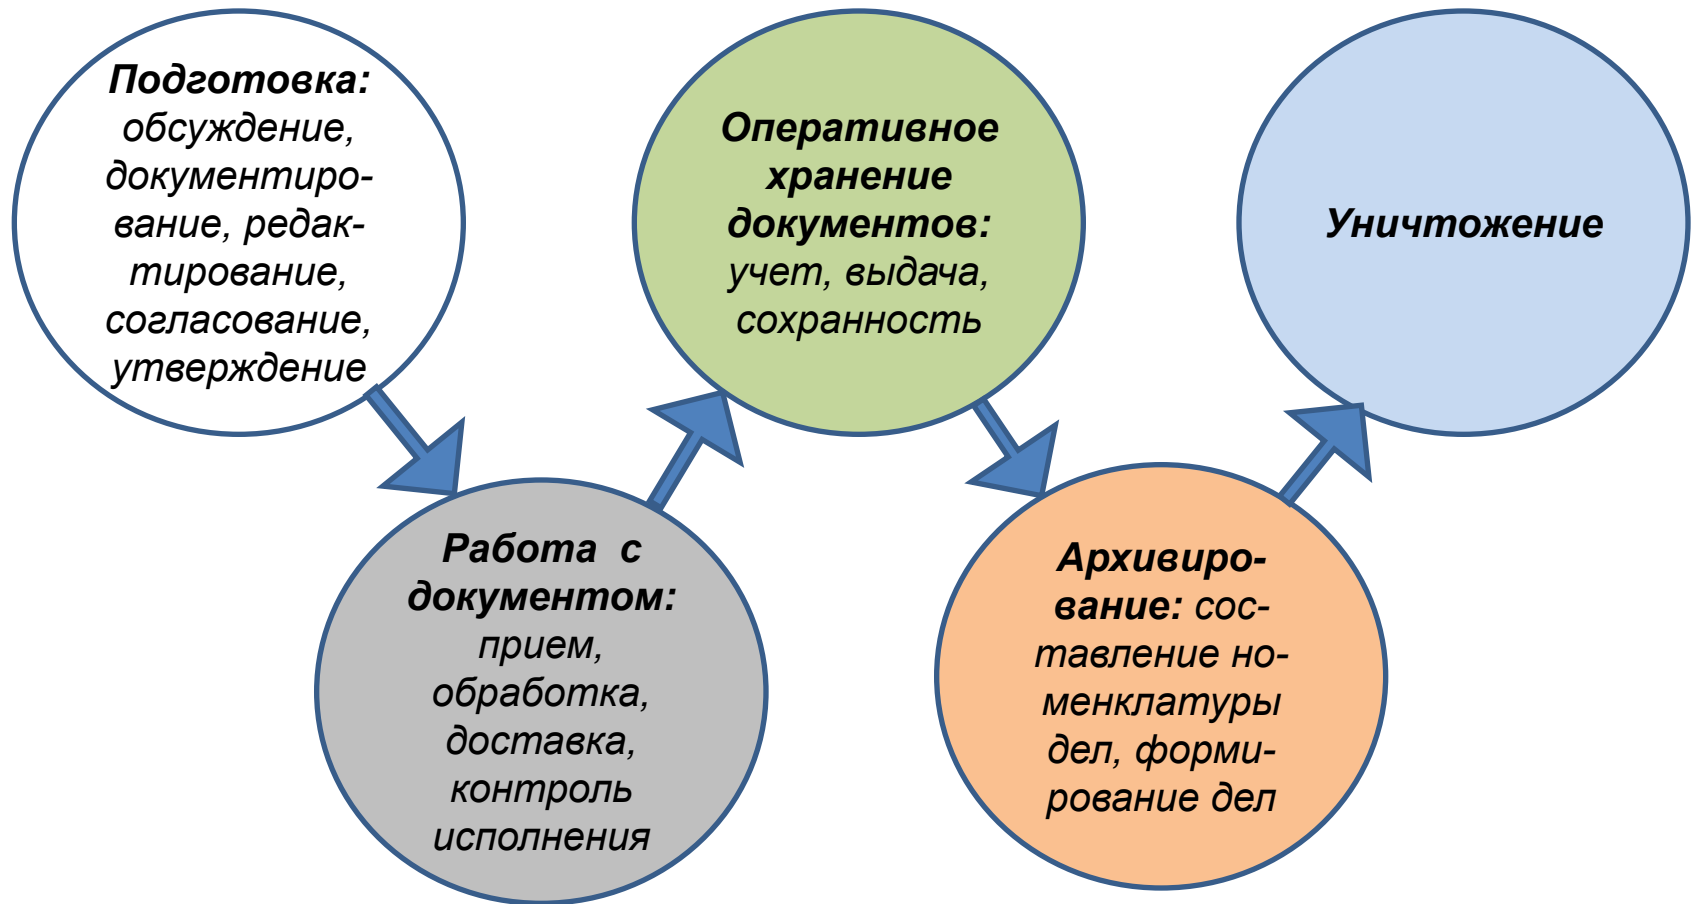 Подготовка:
обсуждение,
документиро-
вание, редак-
тирование,
согласование,
утверждение
Работа с
документом:
прием,
обработка,
доставка,
контроль
исполнения
Оперативное
хранение
документов:
учет, выдача,
сохранность
Архивиро-
вание: сос-
тавление но-
менклатуры
дел, форми-
рование дел
Уничтожение